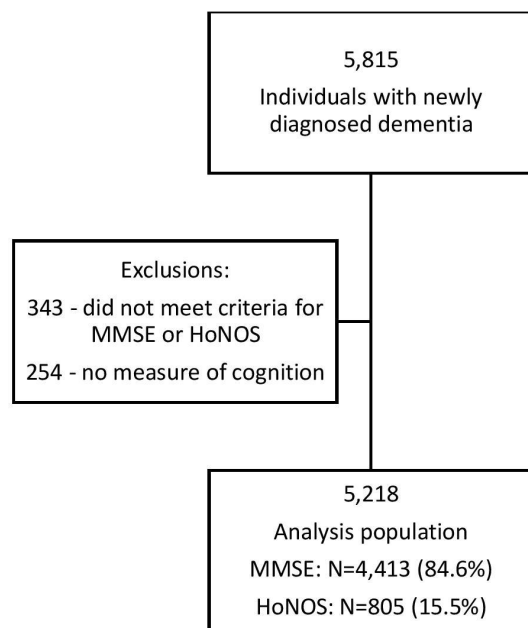 5,815
Individuals with newly
diagnosed dementia
Exclusions:
343 - did not meet criteria for
MMSE or HoNOS
254 - no measure of cognition
5,218
Analysis population
MMSE: N=4,413 (84.6%)
HoNOS: N=805 (15.5%)